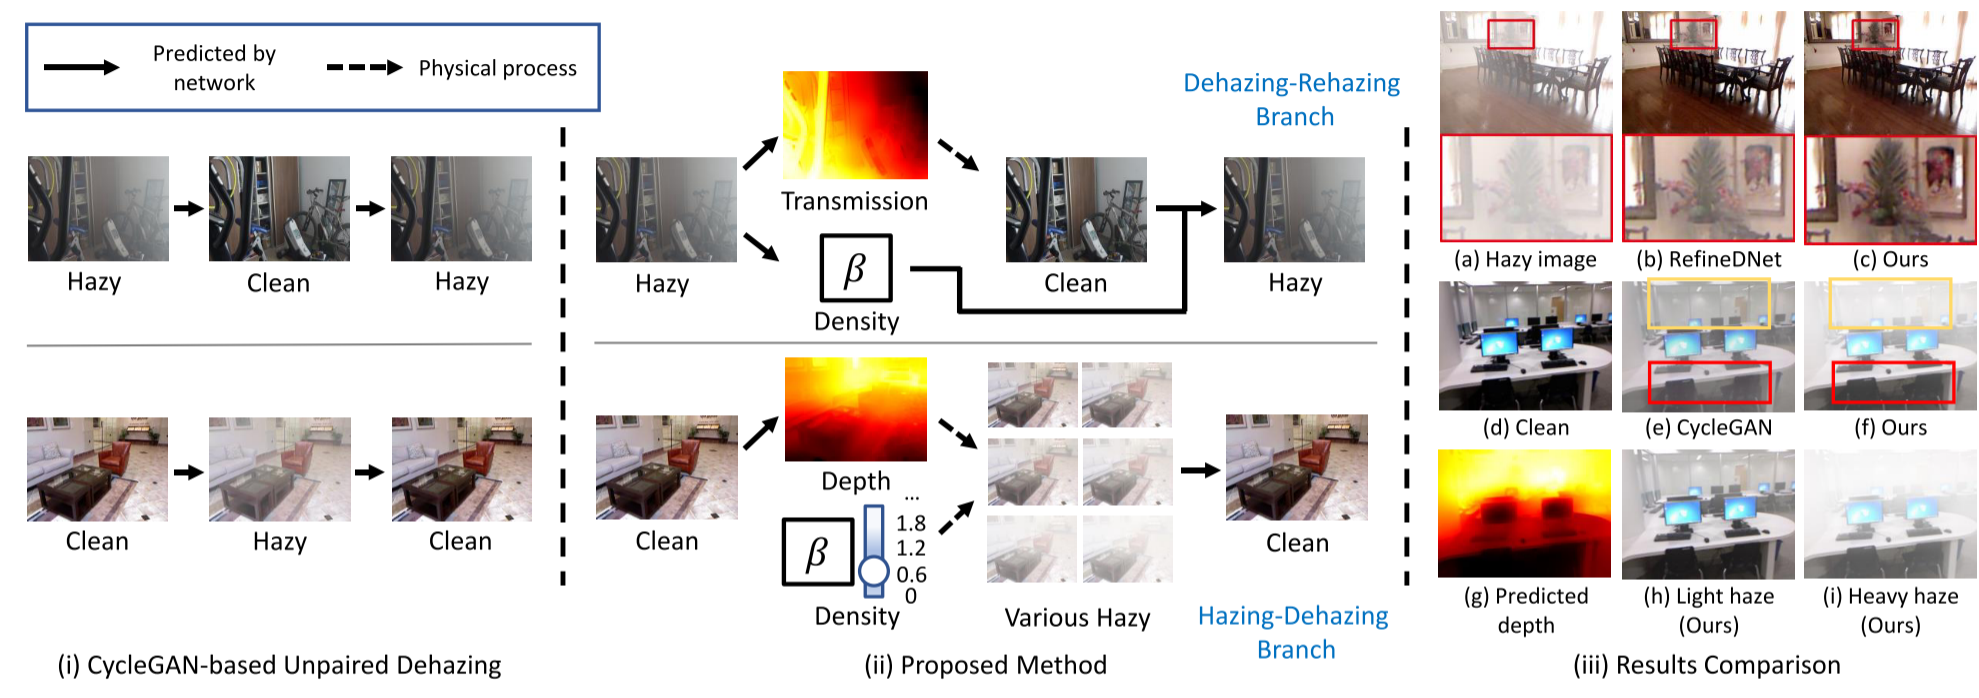 Predicted by
network
Physical process
Hazy
Clean
Hazy
Clean
Hazy
Clean
(i) CycleGAN-based Unpaired Dehazing
Dehazing-Rehazing
Branch
Transmission
Hazy
β
Density
Clean
Hazy
Clean
Depth
...
1.8
1.2
0.6
0
β
Density
Various Hazy
Clean
Hazing-Dehazing
Branch
(ii) Proposed Method
(a) Hazy image
(b) RefineDNet
(c) Ours
(d) Clean
(e) CycleGAN
(f) Ours
(g) Predicted
depth
(h) Light haze
(Ours)
(i) Heavy haze
(Ours)
(iii) Results Comparison